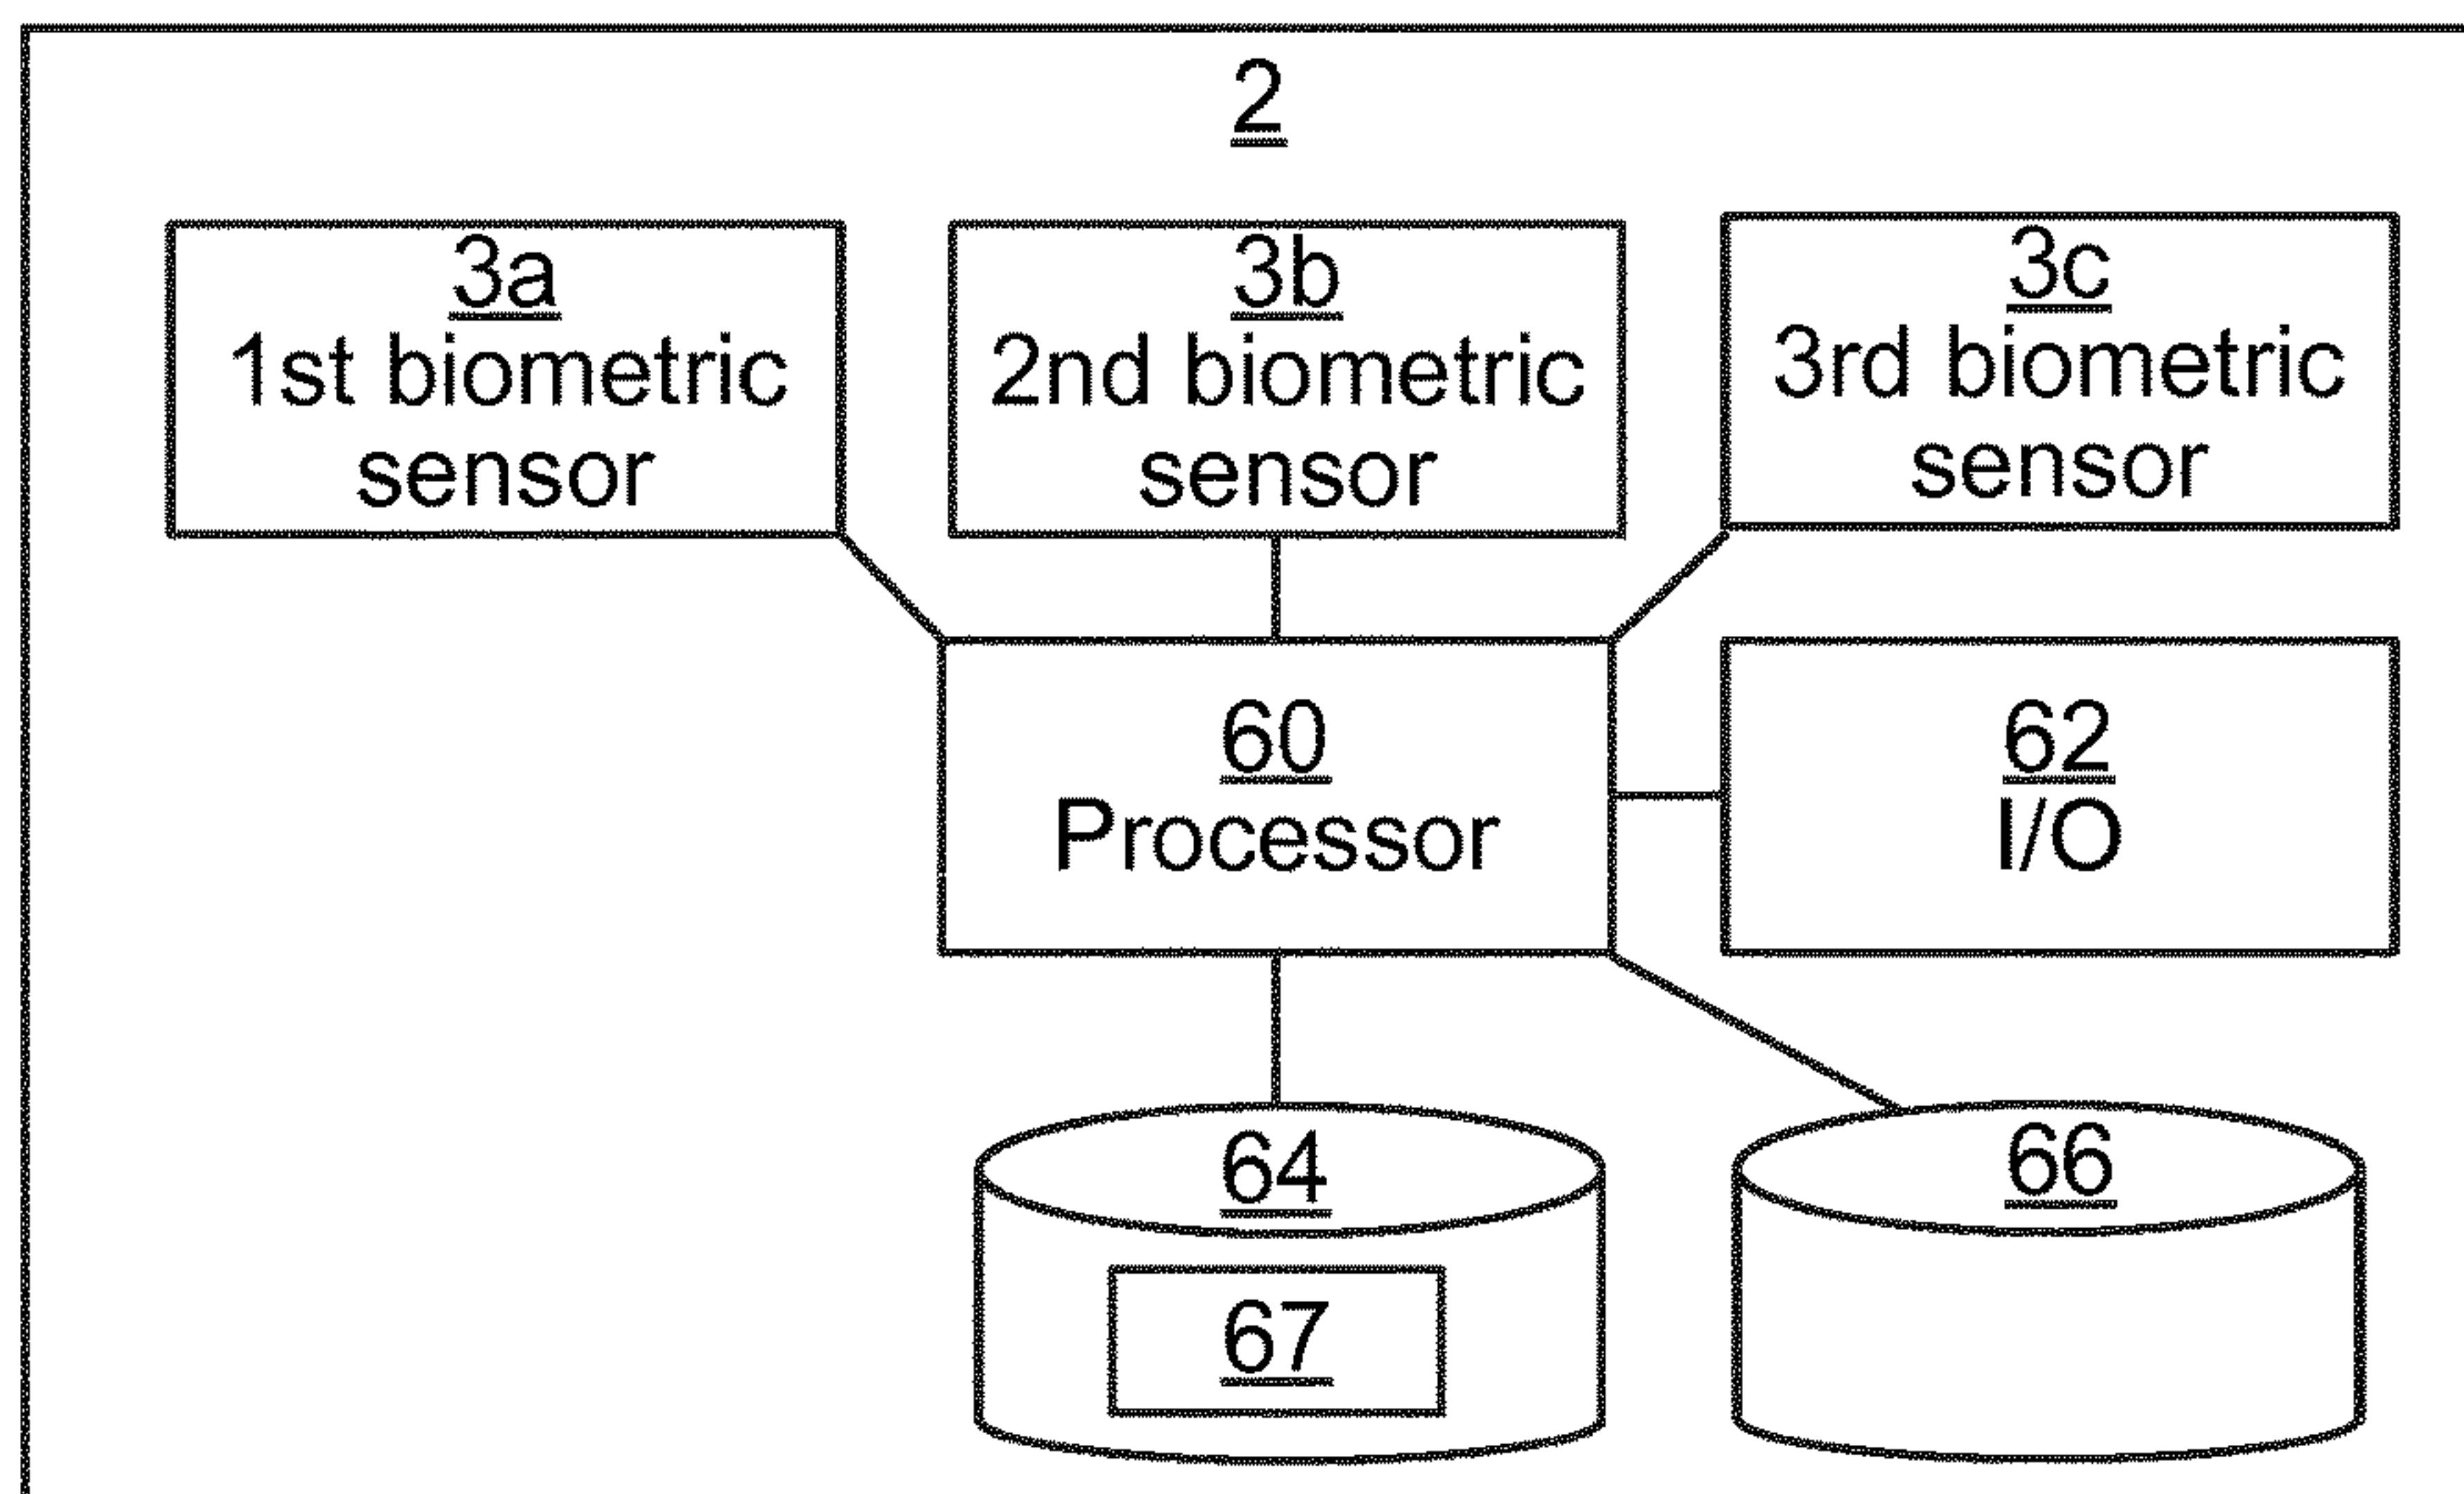 2
3a
1st biometric
sensor
3b
2nd biometric
sensor
3c
3rd biometric
sensor
60
Processor
62
I/O
64
67
66